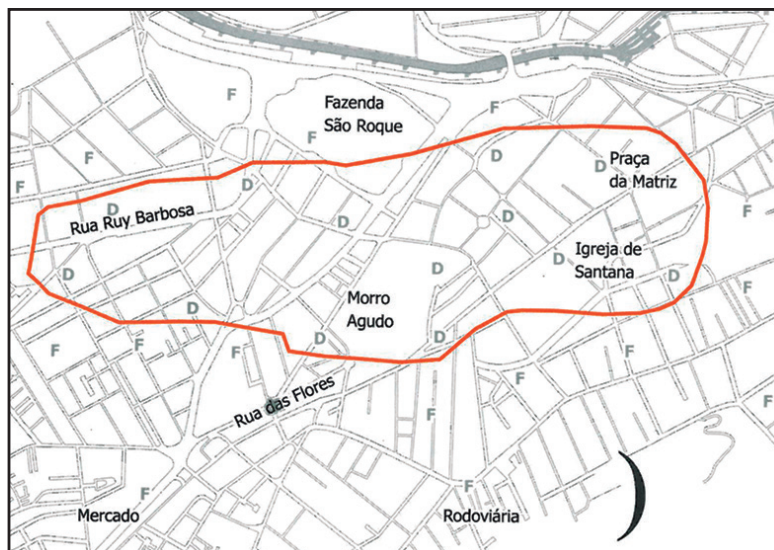 F
F
Fazenda
São Roque
F
F
D
Praça
da Matriz
D
F
D
F
D
Rua Ruy Barbosa
F
D
D
Igreja de
Santana
D
D
D
D
F
Morro
Agudo
D
D
D
F
F
F
F
F
Rua das Flores
F
F
F
F
Mercado
Rodoviária